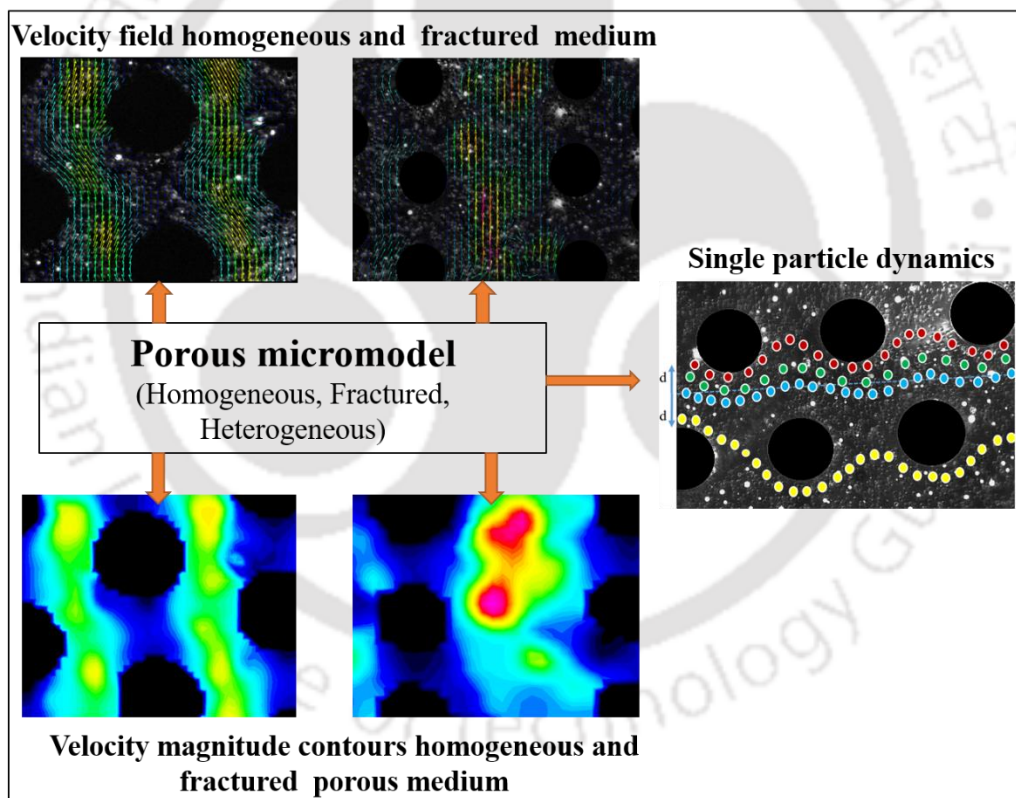 Velocity field homogeneous and fractured medium
Single particle dynamics
Porous micromodel
(Homogeneous, Fractured,
Heterogeneous)
d
d
Velocity magnitude contours homogeneous and
fractured porous medium